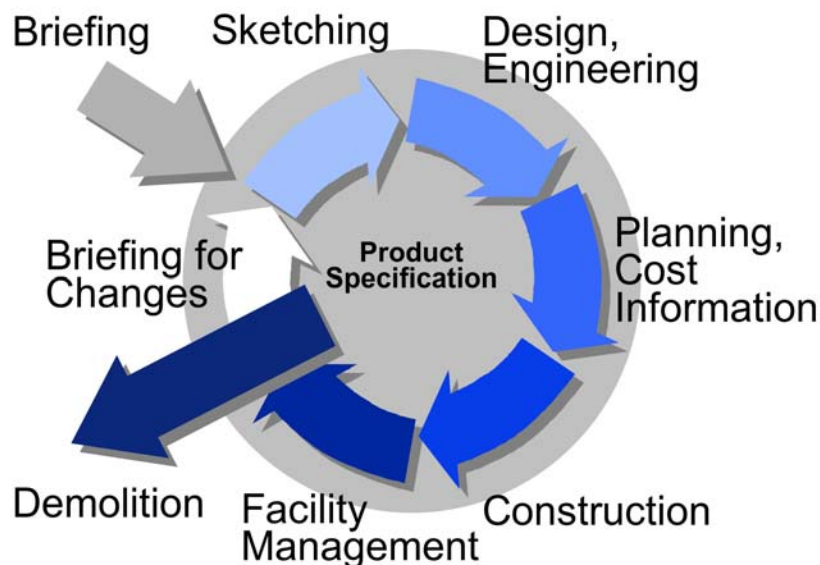 Briefing
Sketching
Design,
Engineering
Planning,
Cost
Information
Construction
Facility
Management
Demolition
Briefing for
Changes
Product
Specification